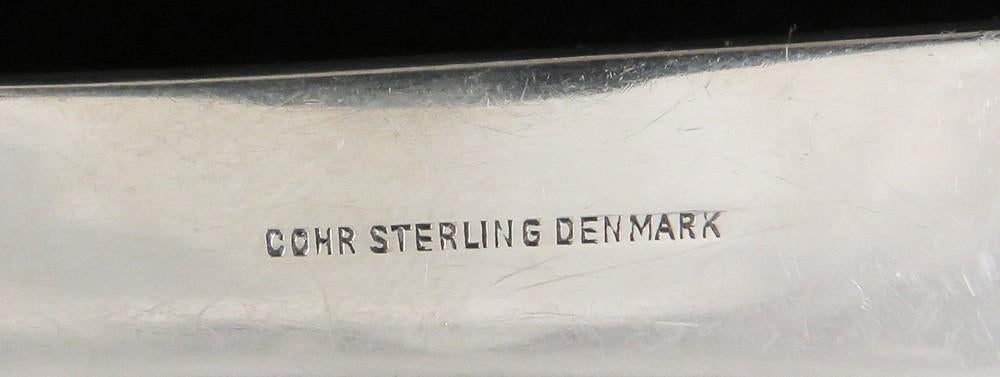 COHR STERLING DENMARK